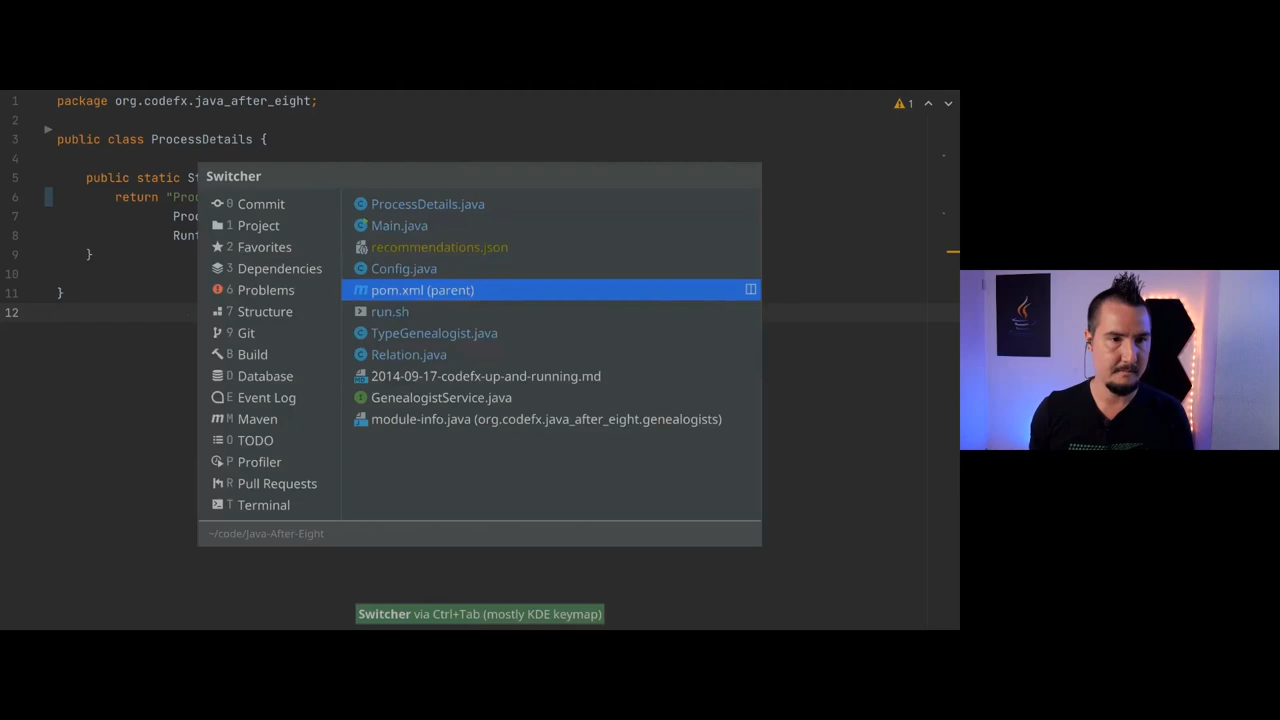 1 package org.codefx.java_after_eight;
1
2
3 public class ProcessDetails {
4
5 public static St
6 return "Proc
7 Proc
8 Runt
9 }
10
11 }
12
Switcher
0 Commit
1 Project
2 Favorites
3 Dependencies
6 Problems
7 Structure
9 Git
B Build
D Database
E Event Log
M Maven
O TODO
P Profiler
R Pull Requests
T Terminal
ProcessDetails.java
Main.java
recommendations.json
Config.java
pom.xml (parent)
run.sh
TypeGenealogist.java
Relation.java
2014-09-17-codefx-up-and-running.md
GenealogistService.java
module-info.java (org.codefx.java_after_eight.genealogists)
~/code/Java-After-Eight
Switcher via Ctrl+Tab (mostly KDE keymap)